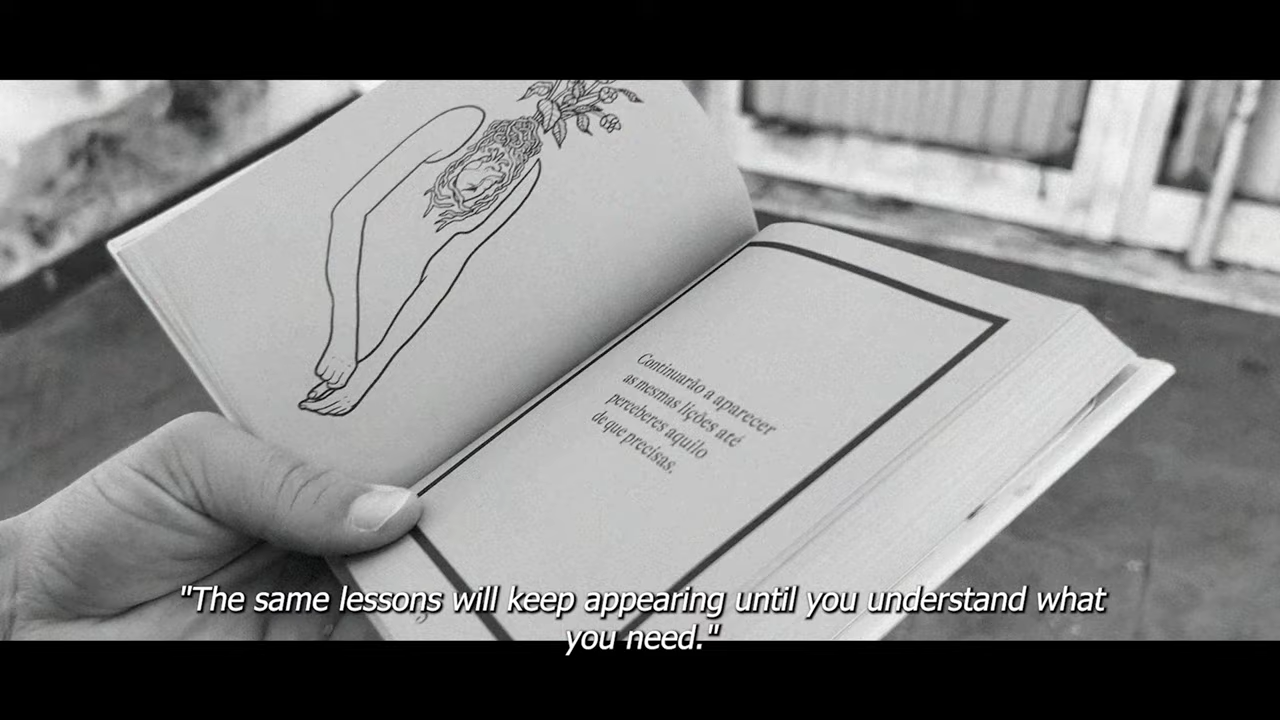 Continuarão a aparecer
as mesmas lições até
perceberes aquilo
de que precisas.
"The same lessons will keep appearing until you understand what
you need."